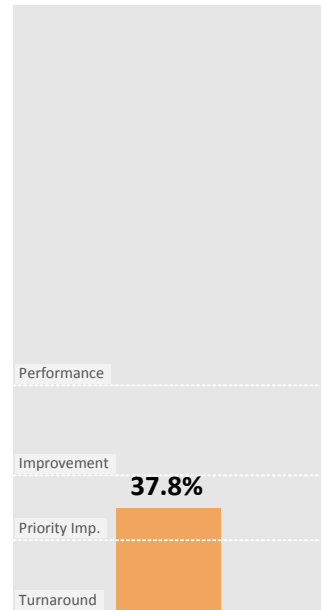 Performance
Improvement
37.8%
Priority Imp.
Turnaround